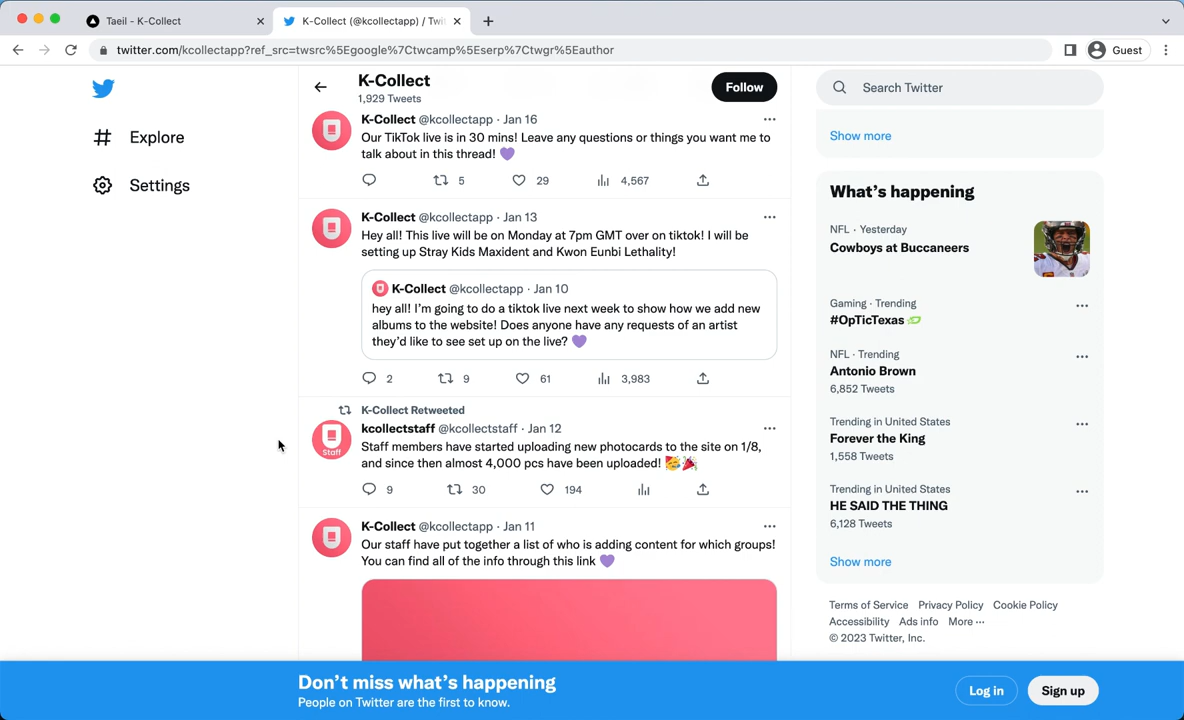 Taeil - K-Collect
K-Collect (@kcollectapp) / Twi
twitter.com/kcollectapp?ref_src=twsrc%5Egoogle%7Ctwcamp%5Eserp%7Ctwgr%5Eauthor
Guest
K-Collect
1,929 Tweets
Follow
Search Twitter
Explore
Settings
K-Collect @kcollectapp · Jan 16
Our TikTok live is in 30 mins! Leave any questions or things you want me to
talk about in this thread! 💜
5 29 4,567
K-Collect @kcollectapp · Jan 13
Hey all! This live will be on Monday at 7pm GMT over on tiktok! I will be
setting up Stray Kids Maxident and Kwon Eunbi Lethality!
K-Collect @kcollectapp · Jan 10
hey all! I'm going to do a tiktok live next week to show how we add new
albums to the website! Does anyone have any requests of an artist
they'd like to see set up on the live? 💜
2 9 61 3,983
K-Collect Retweeted
kcollectstaff @kcollectstaff · Jan 12
Staff
Staff members have started uploading new photocards to the site on 1/8,
and since then almost 4,000 pcs have been uploaded! 🥳🎉
9 30 194
K-Collect @kcollectapp · Jan 11
Our staff have put together a list of who is adding content for which groups!
You can find all of the info through this link 💜
Show more
What's happening
NFL · Yesterday
Cowboys at Buccaneers
Gaming · Trending
#OpTicTexas
NFL · Trending
Antonio Brown
6,852 Tweets
Trending in United States
Forever the King
1,558 Tweets
Trending in United States
HE SAID THE THING
6,128 Tweets
Show more
Terms of Service Privacy Policy Cookie Policy
Accessibility Ads info More ···
© 2023 Twitter, Inc.
Don't miss what's happening
People on Twitter are the first to know.
Log in
Sign up